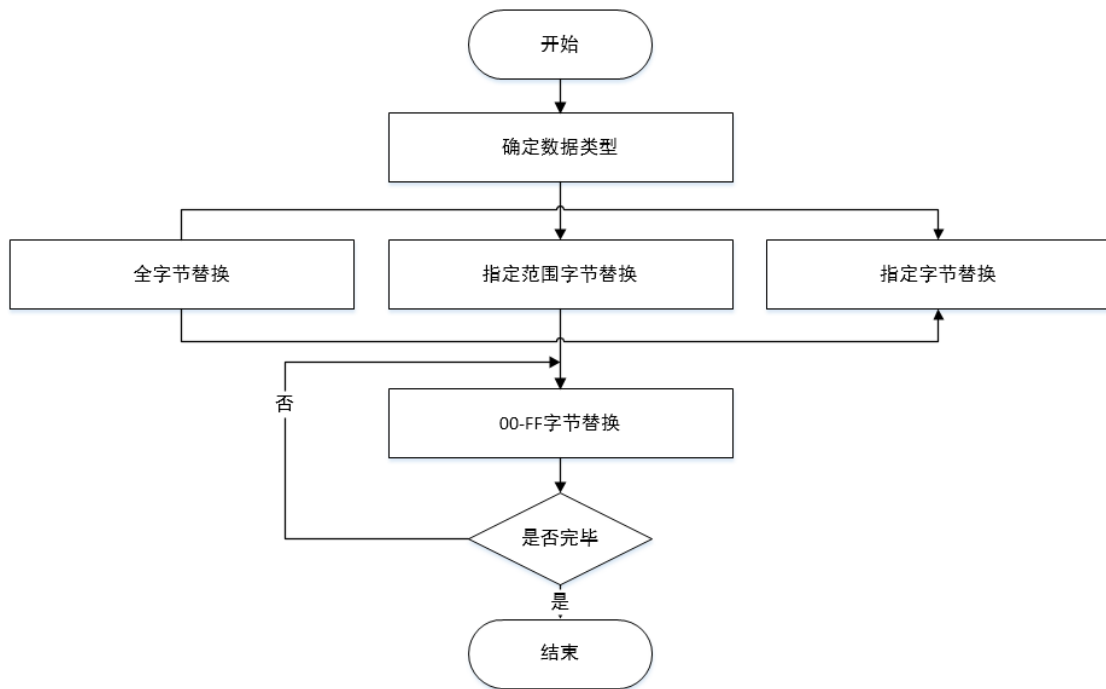 开始
确定数据类型
全字节替换
指定范围字节替换
指定字节替换
否
00-FF字节替换
是否完毕
是
结束